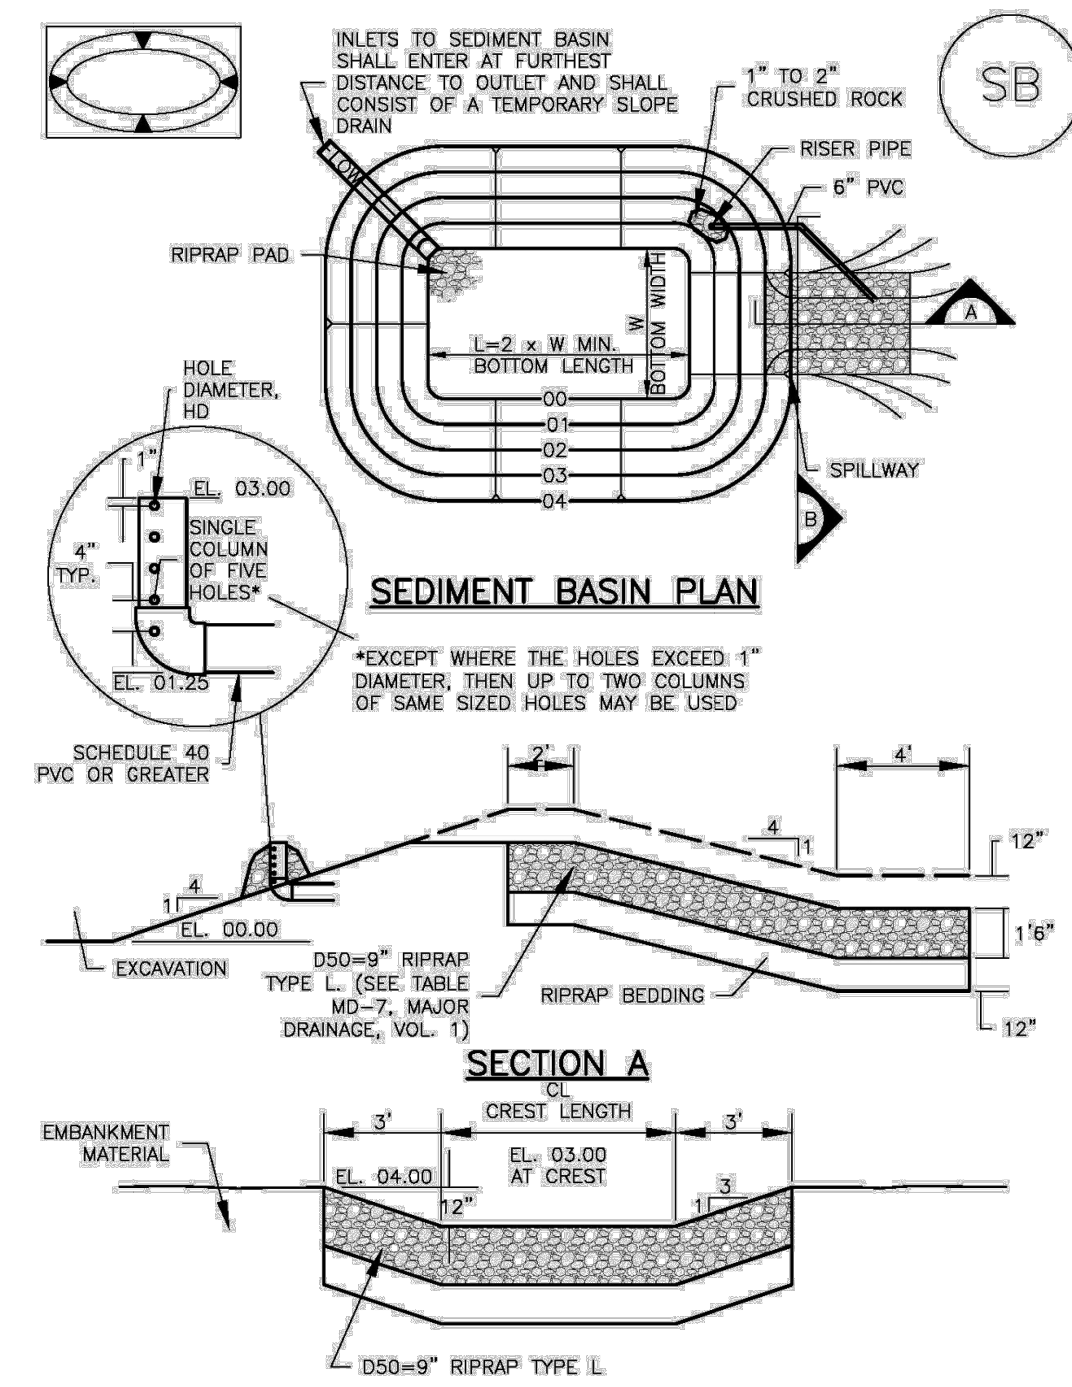 INLETS TO SEDIMENT BASIN
SHALL ENTER AT FURTHEST
DISTANCE TO OUTLET AND SHALL
CONSIST OF A TEMPORARY SLOPE
DRAIN
1" TO 2"
CRUSHED ROCK
SB
RISER PIPE
6" PVC
FLOW
RIPRAP PAD
W
BOTTOM WIDTH
A
L=2 x W MIN.
BOTTOM LENGTH
00
01
02
03
04
SPILLWAY
B
HOLE
DIAMETER,
HD
1"
EL. 03.00
4"
TYP.
SINGLE
COLUMN
OF FIVE
HOLES*
EL. 01.25
SCHEDULE 40
PVC OR GREATER
SEDIMENT BASIN PLAN
*EXCEPT WHERE THE HOLES EXCEED 1"
DIAMETER, THEN UP TO TWO COLUMNS
OF SAME SIZED HOLES MAY BE USED
2'
4'
4
1
12"
4
1
EL. 00.00
EXCAVATION
1'6"
D50=9" RIPRAP
TYPE L. (SEE TABLE
MD-7, MAJOR
DRAINAGE, VOL. 1)
RIPRAP BEDDING
12"
SECTION A
CL
CREST LENGTH
3'
3'
EMBANKMENT
MATERIAL
EL. 04.00
EL. 03.00
AT CREST
12"
3
1
D50=9" RIPRAP TYPE L